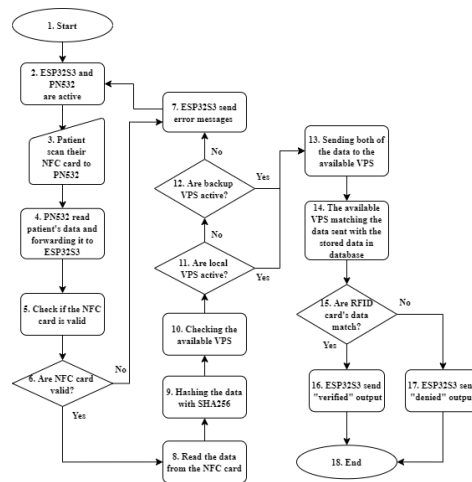 1. Start
2. ESP32S3 and
PN532
are active
3. Patient
scan their
NFC card to
PN532
4. PN532 read
patient's data and
forwarding it to
ESP32S3
5. Check if the NFC
card is valid
6. Are NFC card
valid?
No
Yes
7. ESP32S3 send
error messages
No
12. Are backup
VPS active?
Yes
No
11. Are local
VPS active?
Yes
10. Checking the
available VPS
9. Hashing the data
with SHA256
8. Read the data
from the NFC card
13. Sending both of
the data to the
available VPS
14. The available
VPS matching the
data sent with the
stored data in
database
15. Are RFID
card's data
match?
No
Yes
16. ESP32S3 send
"verified" output
17. ESP32S3 send
"denied" output
18. End